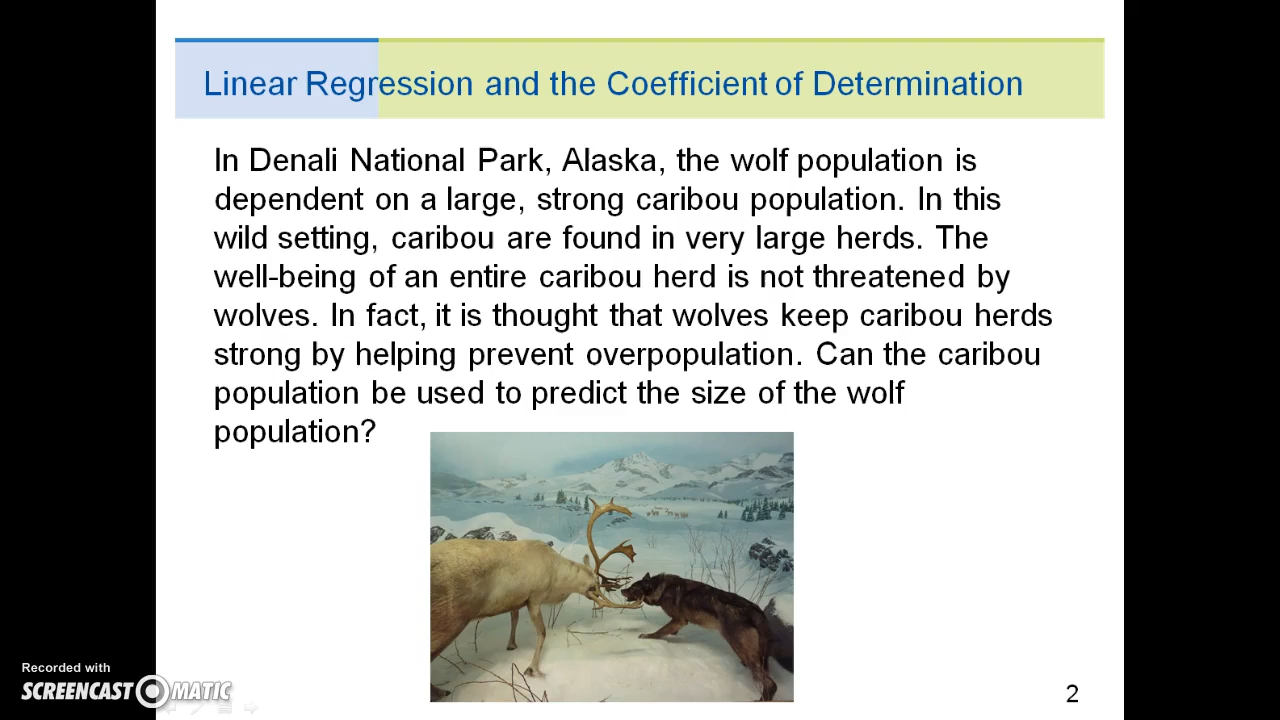 Linear Regression and the Coefficient of Determination
In Denali National Park, Alaska, the wolf population is
dependent on a large, strong caribou population. In this
wild setting, caribou are found in very large herds. The
well-being of an entire caribou herd is not threatened by
wolves. In fact, it is thought that wolves keep caribou herds
strong by helping prevent overpopulation. Can the caribou
population be used to predict the size of the wolf
population?
Recorded with
SCREENCAST MATIC
2